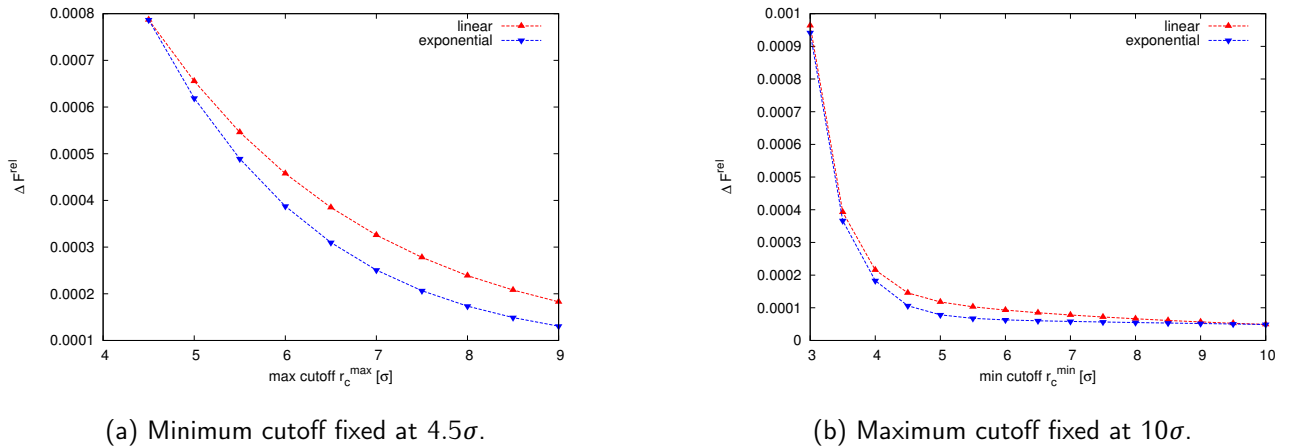 0.0008
0.0007
0.0006
0.0005
0.0004
0.0003
0.0002
0.0001
Δ F^rel
linear
exponential
4 5 6 7 8 9
max cutoff r_c^max [σ]
(a) Minimum cutoff fixed at 4.5σ.
0.001
0.0009
0.0008
0.0007
0.0006
0.0005
0.0004
0.0003
0.0002
0.0001
0
Δ F^rel
linear
exponential
3 4 5 6 7 8 9 10
min cutoff r_c^min [σ]
(b) Maximum cutoff fixed at 10σ.